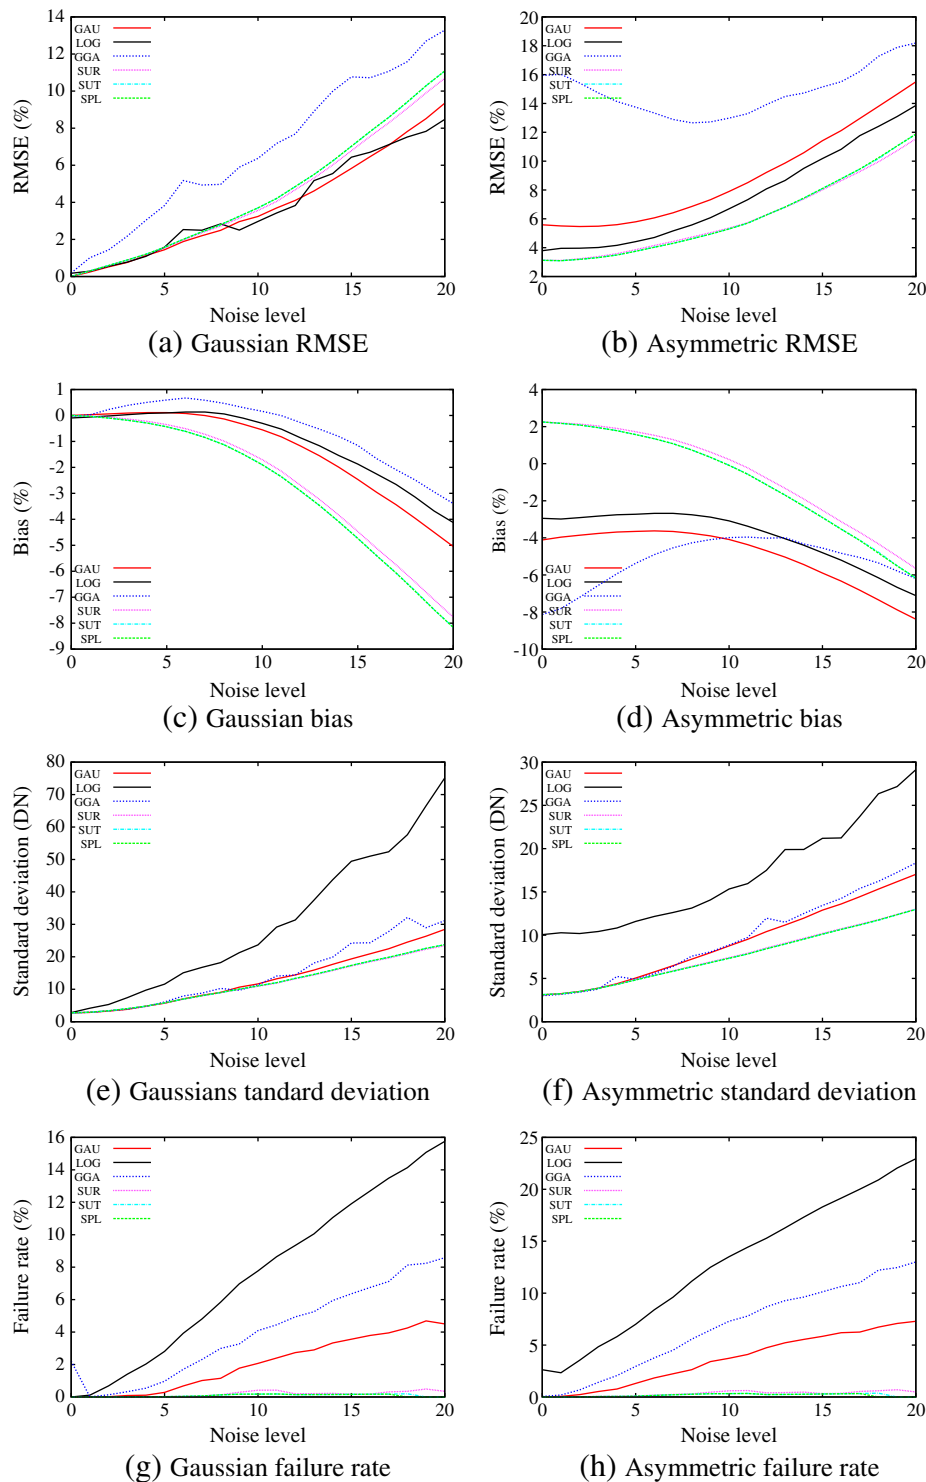 14
12
10
8
6
4
2
0
RMSE (%)
GAU
LOG
GGA
SUR
SUT
SPL
0 5 10 15 20
Noise level
(a) Gaussian RMSE
20
18
16
14
12
10
8
6
4
2
RMSE (%)
GAU
LOG
GGA
SUR
SUT
SPL
0 5 10 15 20
Noise level
(b) Asymmetric RMSE
1
0
-1
-2
-3
-4
-5
-6
-7
-8
-9
Bias (%)
GAU
LOG
GGA
SUR
SUT
SPL
0 5 10 15 20
Noise level
(c) Gaussian bias
4
2
0
-2
-4
-6
-8
-10
Bias (%)
GAU
LOG
GGA
SUR
SUT
SPL
0 5 10 15 20
Noise level
(d) Asymmetric bias
80
70
60
50
40
30
20
10
0
Standard deviation (DN)
GAU
LOG
GGA
SUR
SUT
SPL
0 5 10 15 20
Noise level
(e) Gaussians tandard deviation
30
25
20
15
10
5
0
Standard deviation (DN)
GAU
LOG
GGA
SUR
SUT
SPL
0 5 10 15 20
Noise level
(f) Asymmetric standard deviation
16
14
12
10
8
6
4
2
0
Failure rate (%)
GAU
LOG
GGA
SUR
SUT
SPL
0 5 10 15 20
Noise level
(g) Gaussian failure rate
25
20
15
10
5
0
Failure rate (%)
GAU
LOG
GGA
SUR
SUT
SPL
0 5 10 15 20
Noise level
(h) Asymmetric failure rate